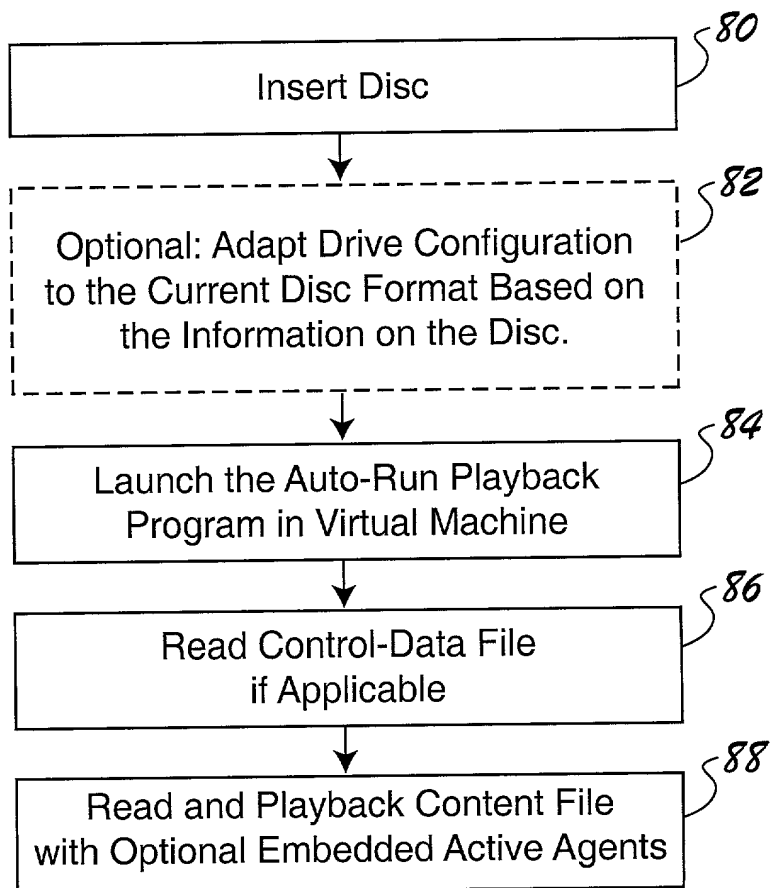 80
Insert Disc
82
Optional: Adapt Drive Configuration
to the Current Disc Format Based on
the Information on the Disc.
84
Launch the Auto-Run Playback
Program in Virtual Machine
86
Read Control-Data File
if Applicable
88
Read and Playback Content File
with Optional Embedded Active Agents